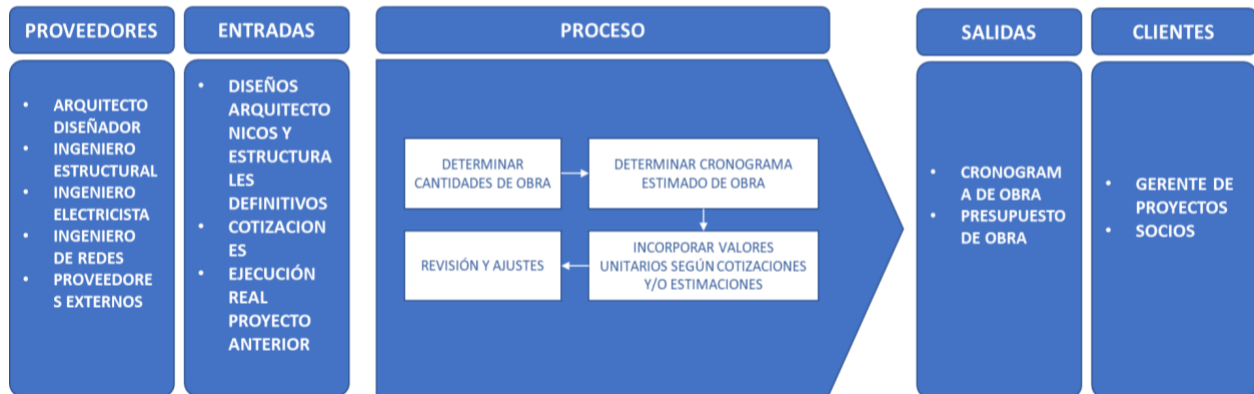 PROVEEDORES
ENTRADAS
PROCESO
SALIDAS
CLIENTES
• ARQUITECTO
DISEÑADOR
• INGENIERO
ESTRUCTURAL
• INGENIERO
ELECTRICISTA
• INGENIERO
DE REDES
• PROVEEDORE
S EXTERNOS
• DISEÑOS
ARQUITECTO
NICOS Y
ESTRUCTURA
LES
DEFINITIVOS
• COTIZACION
ES
• EJECUCIÓN
REAL
PROYECTO
ANTERIOR
DETERMINAR
CANTIDADES DE OBRA
DETERMINAR CRONOGRAMA
ESTIMADO DE OBRA
INCORPORAR VALORES
UNITARIOS SEGÚN COTIZACIONES
Y/O ESTIMACIONES
REVISIÓN Y AJUSTES
• CRONOGRAM
A DE OBRA
• PRESUPUESTO
DE OBRA
• GERENTE DE
PROYECTOS
• SOCIOS